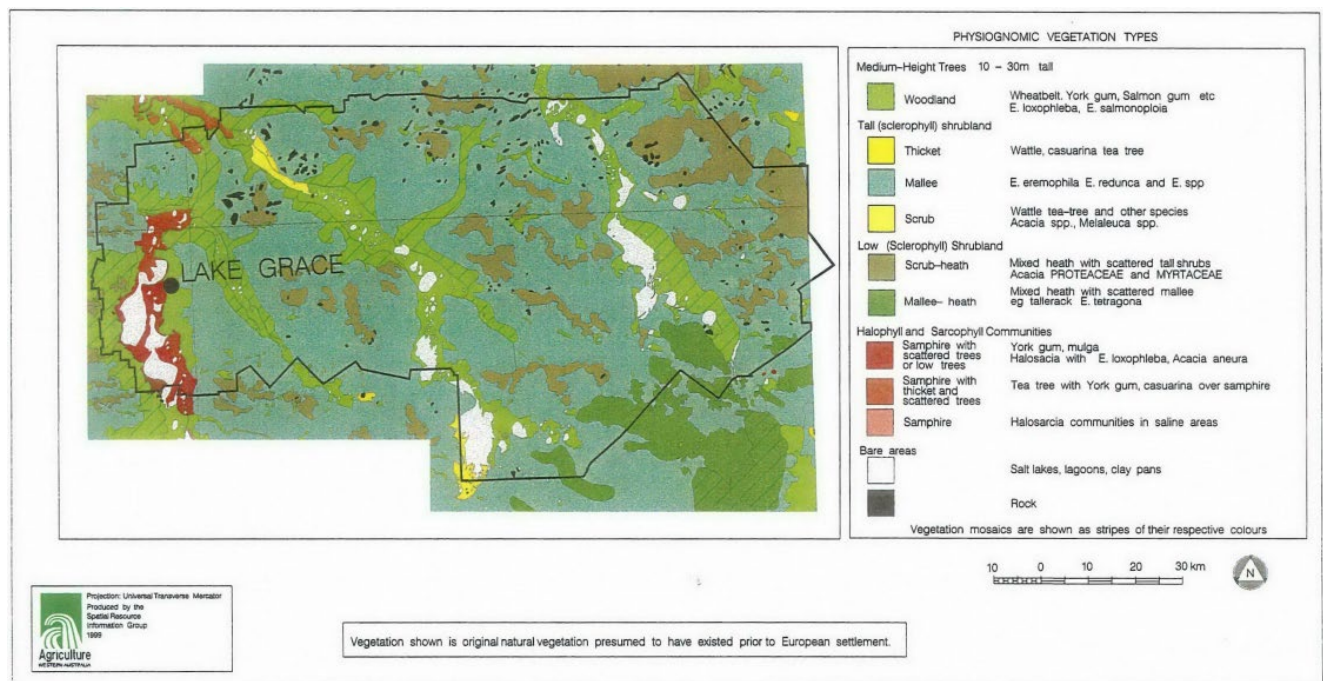 PHYSIOGNOMIC VEGETATION TYPES
Medium-Height Trees 10 - 30m tall
Woodland
Wheatbelt. York gum, Salmon gum etc
E. loxophleba, E. salmonoploia
Tall (sclerophyll) shrubland
Thicket
Wattle, casuarina tea tree
Mallee
E. eremophila E. redunca and E. spp
Scrub
Wattle tea-tree and other species
Acacia spp., Melaleuca spp.
Low (Sclerophyll) Shrubland
Scrub-heath
Mixed heath with scattered tall shrubs
Acacia PROTEACEAE and MYRTACEAE
Mallee- heath
Mixed heath with scattered mallee
eg tallerack E. tetragona
Halophyll and Sarcophyll Communities
Samphire with
scattered trees
or low trees
York gum, mulga
Halosacia with E. loxophleba, Acacia aneura
Samphire with
thicket and
scattered trees
Tea tree with York gum, casuarina over samphire
Samphire
Halosarcia communities in saline areas
Bare areas
Salt lakes, lagoons, clay pans
Rock
Vegetation mosaics are shown as stripes of their respective colours
LAKE GRACE
10 0 10 20 30 km
N
Projection: Universal Transverse Mercator
Produced by the
Spatial Resource
Information Group
1999
Agriculture
WESTERN AUSTRALIA
Vegetation shown is original natural vegetation presumed to have existed prior to European settlement.